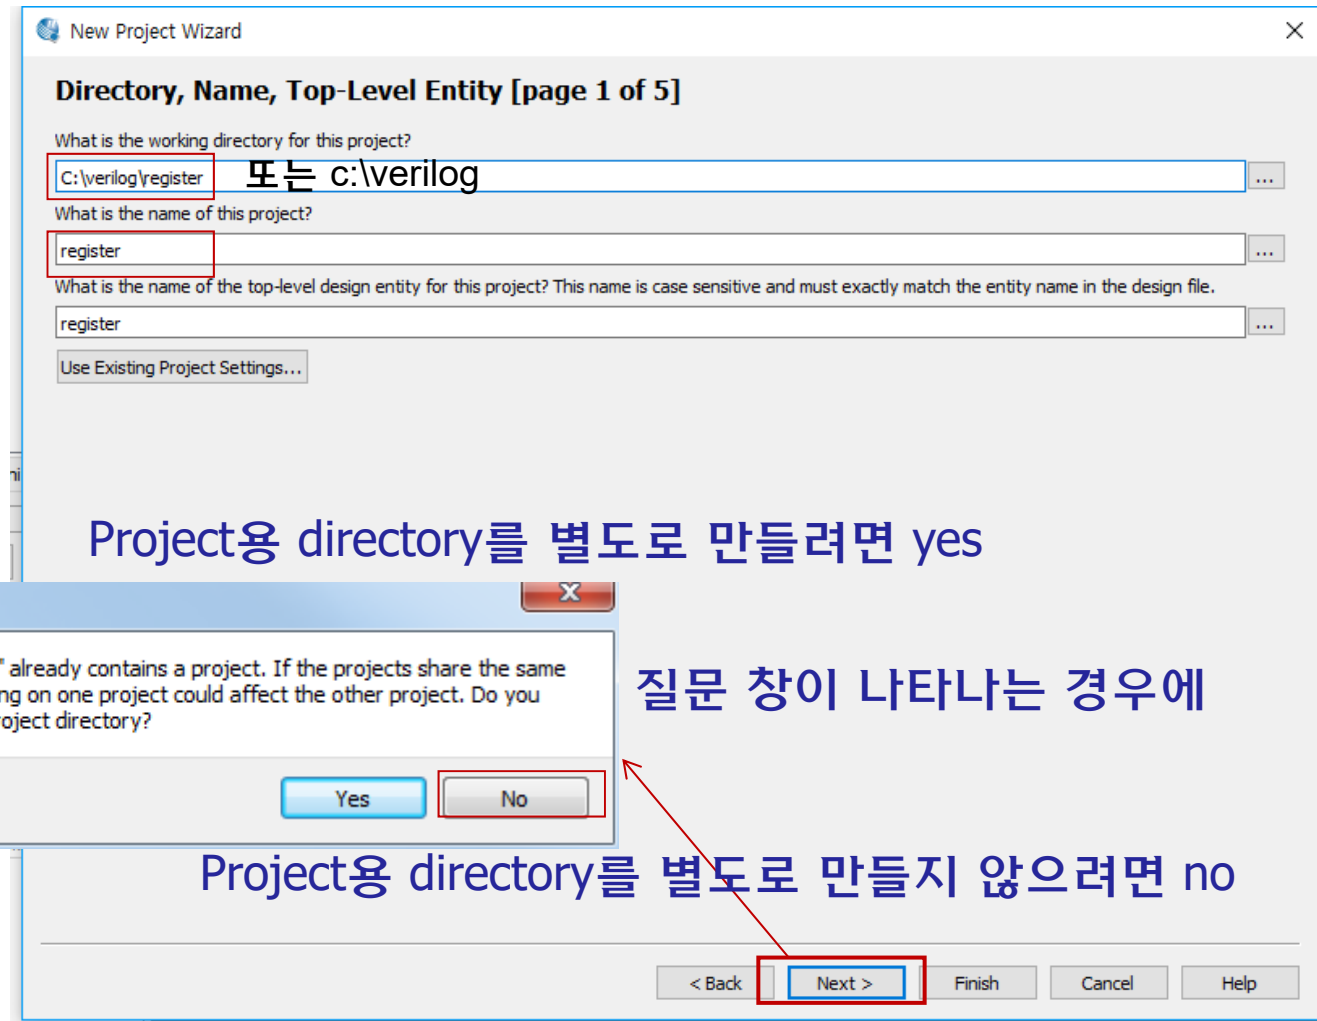 New Project Wizard
Directory, Name, Top-Level Entity [page 1 of 5]
What is the working directory for this project?
C:\verilog\register 또는 c:\verilog
...
What is the name of this project?
register
...
What is the name of the top-level design entity for this project? This name is case sensitive and must exactly match the entity name in the design file.
register
...
Use Existing Project Settings...
Project용 directory를 별도로 만들려면 yes
" already contains a project. If the projects share the same
ng on one project could affect the other project. Do you
roject directory?
질문 창이 나타나는 경우에
Yes No
Project용 directory를 별도로 만들지 않으려면 no
< Back Next > Finish Cancel Help